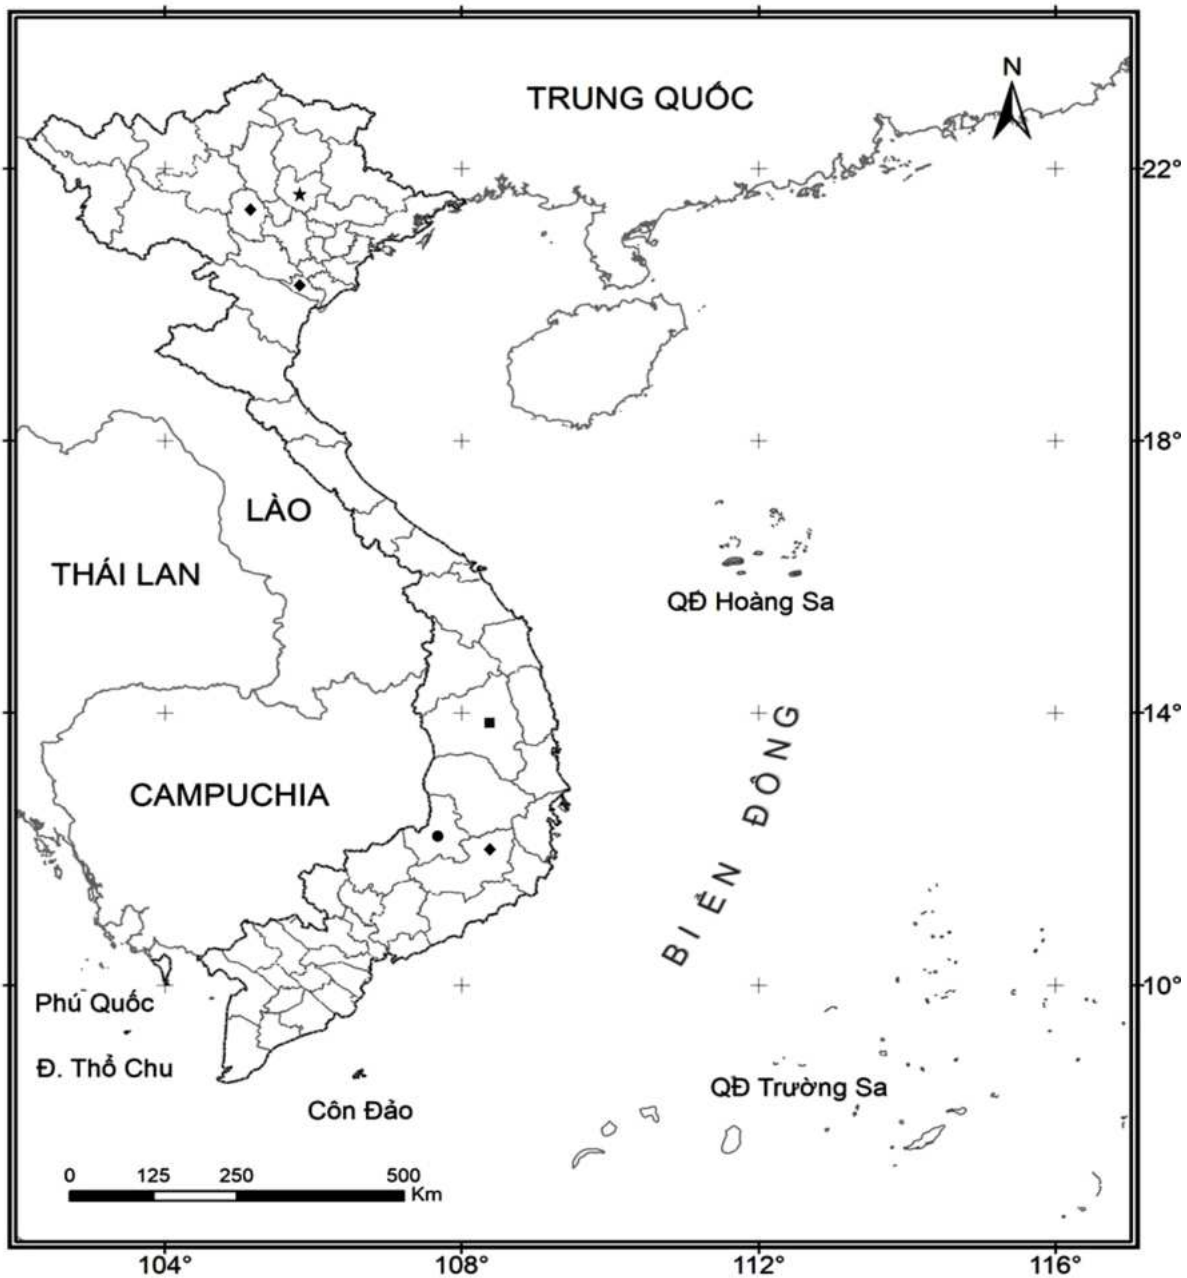 N
TRUNG QUỐC
22°
18°
LÀO
THÁI LAN
QĐ Hoàng Sa
14°
BIỂN ĐÔNG
CAMPUCHIA
10°
Phú Quốc
Đ. Thổ Chu
Côn Đảo
QĐ Trường Sa
0 125 250 500
Km
104° 108° 112° 116°